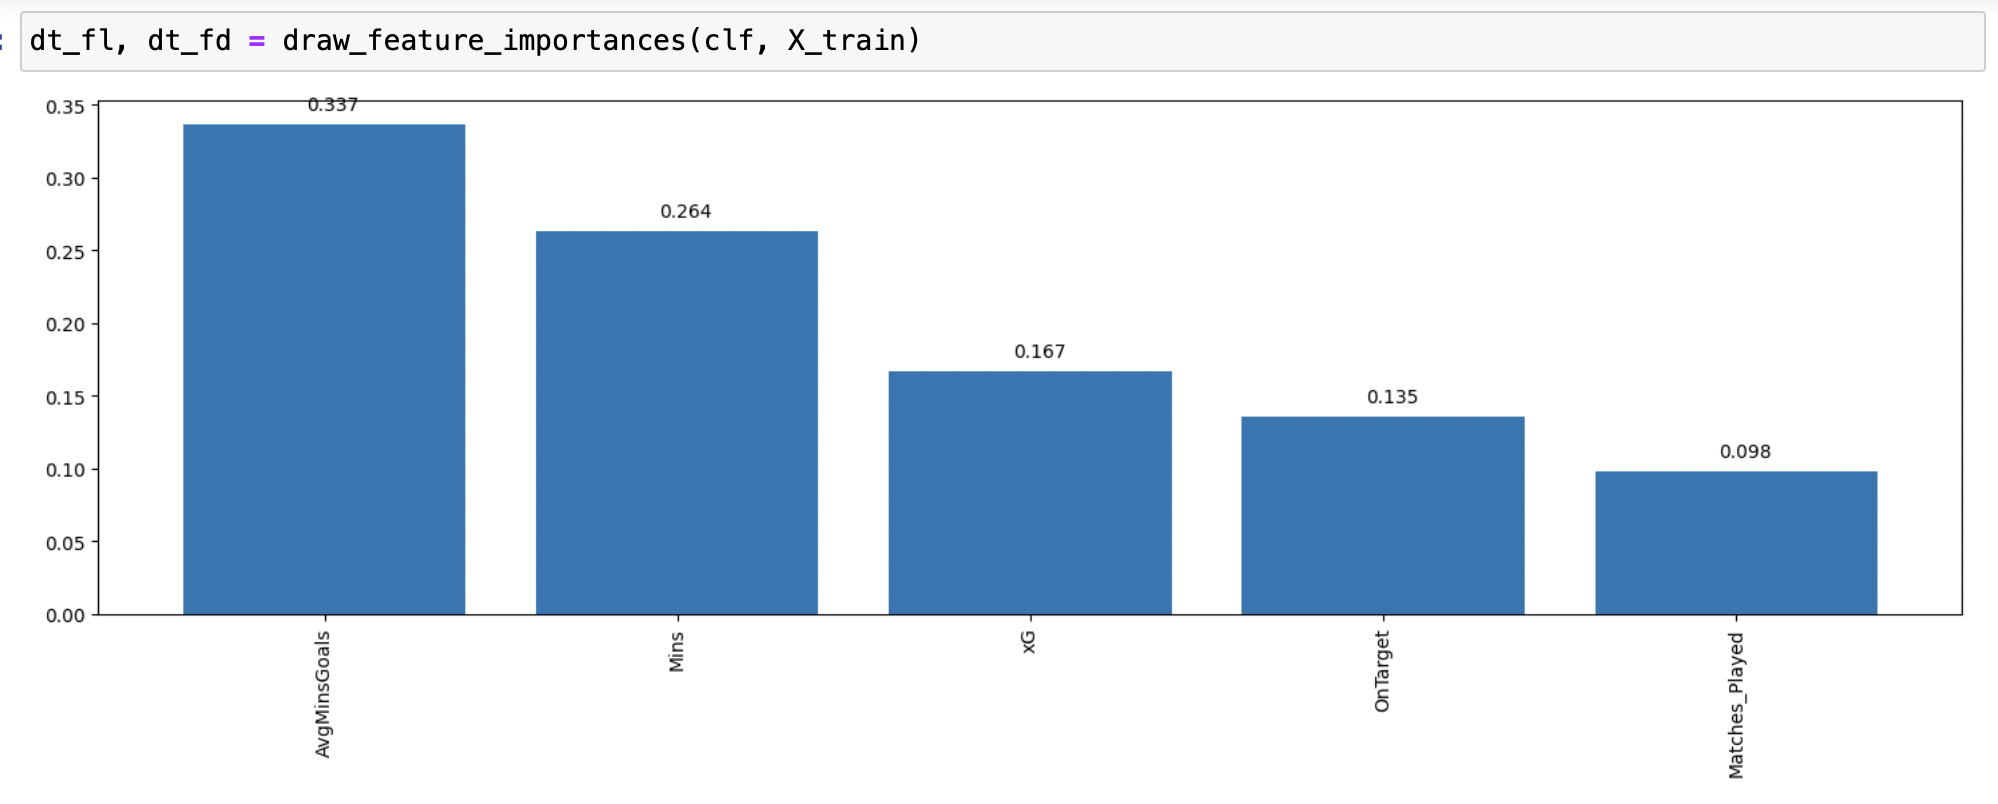 dt_fl, dt_fd = draw_feature_importances(clf, X_train)
0.35
0.30
0.25
0.20
0.15
0.10
0.05
0.00
0.337
0.264
0.167
0.135
0.098
AvgMinsGoals
Mins
xG
OnTarget
Matches_Played